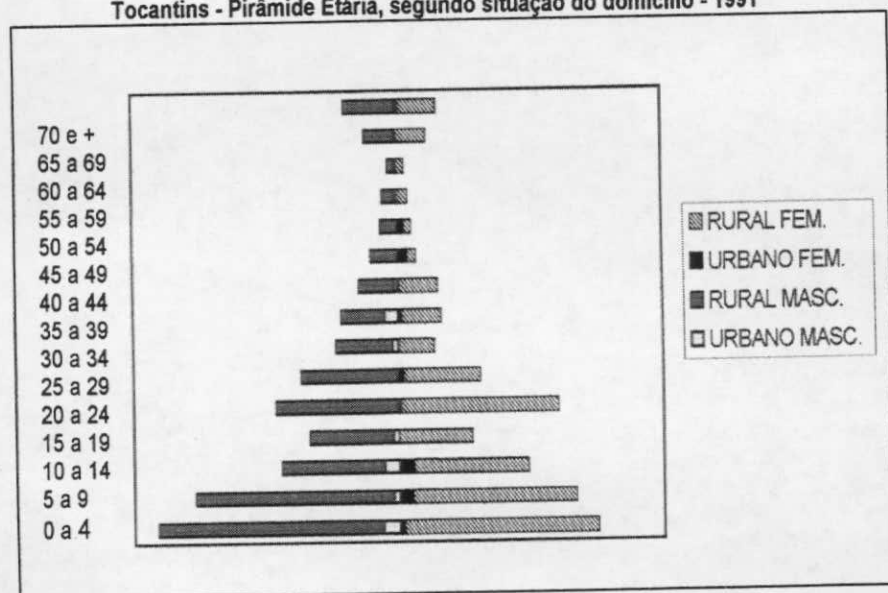 Tocantins - Pirâmide Etária, segundo situação do domicílio - 1991
70 e +
65 a 69
60 a 64
55 a 59
50 a 54
45 a 49
40 a 44
35 a 39
30 a 34
25 a 29
20 a 24
15 a 19
10 a 14
5 a 9
0 a 4
RURAL FEM.
URBANO FEM.
RURAL MASC.
URBANO MASC.